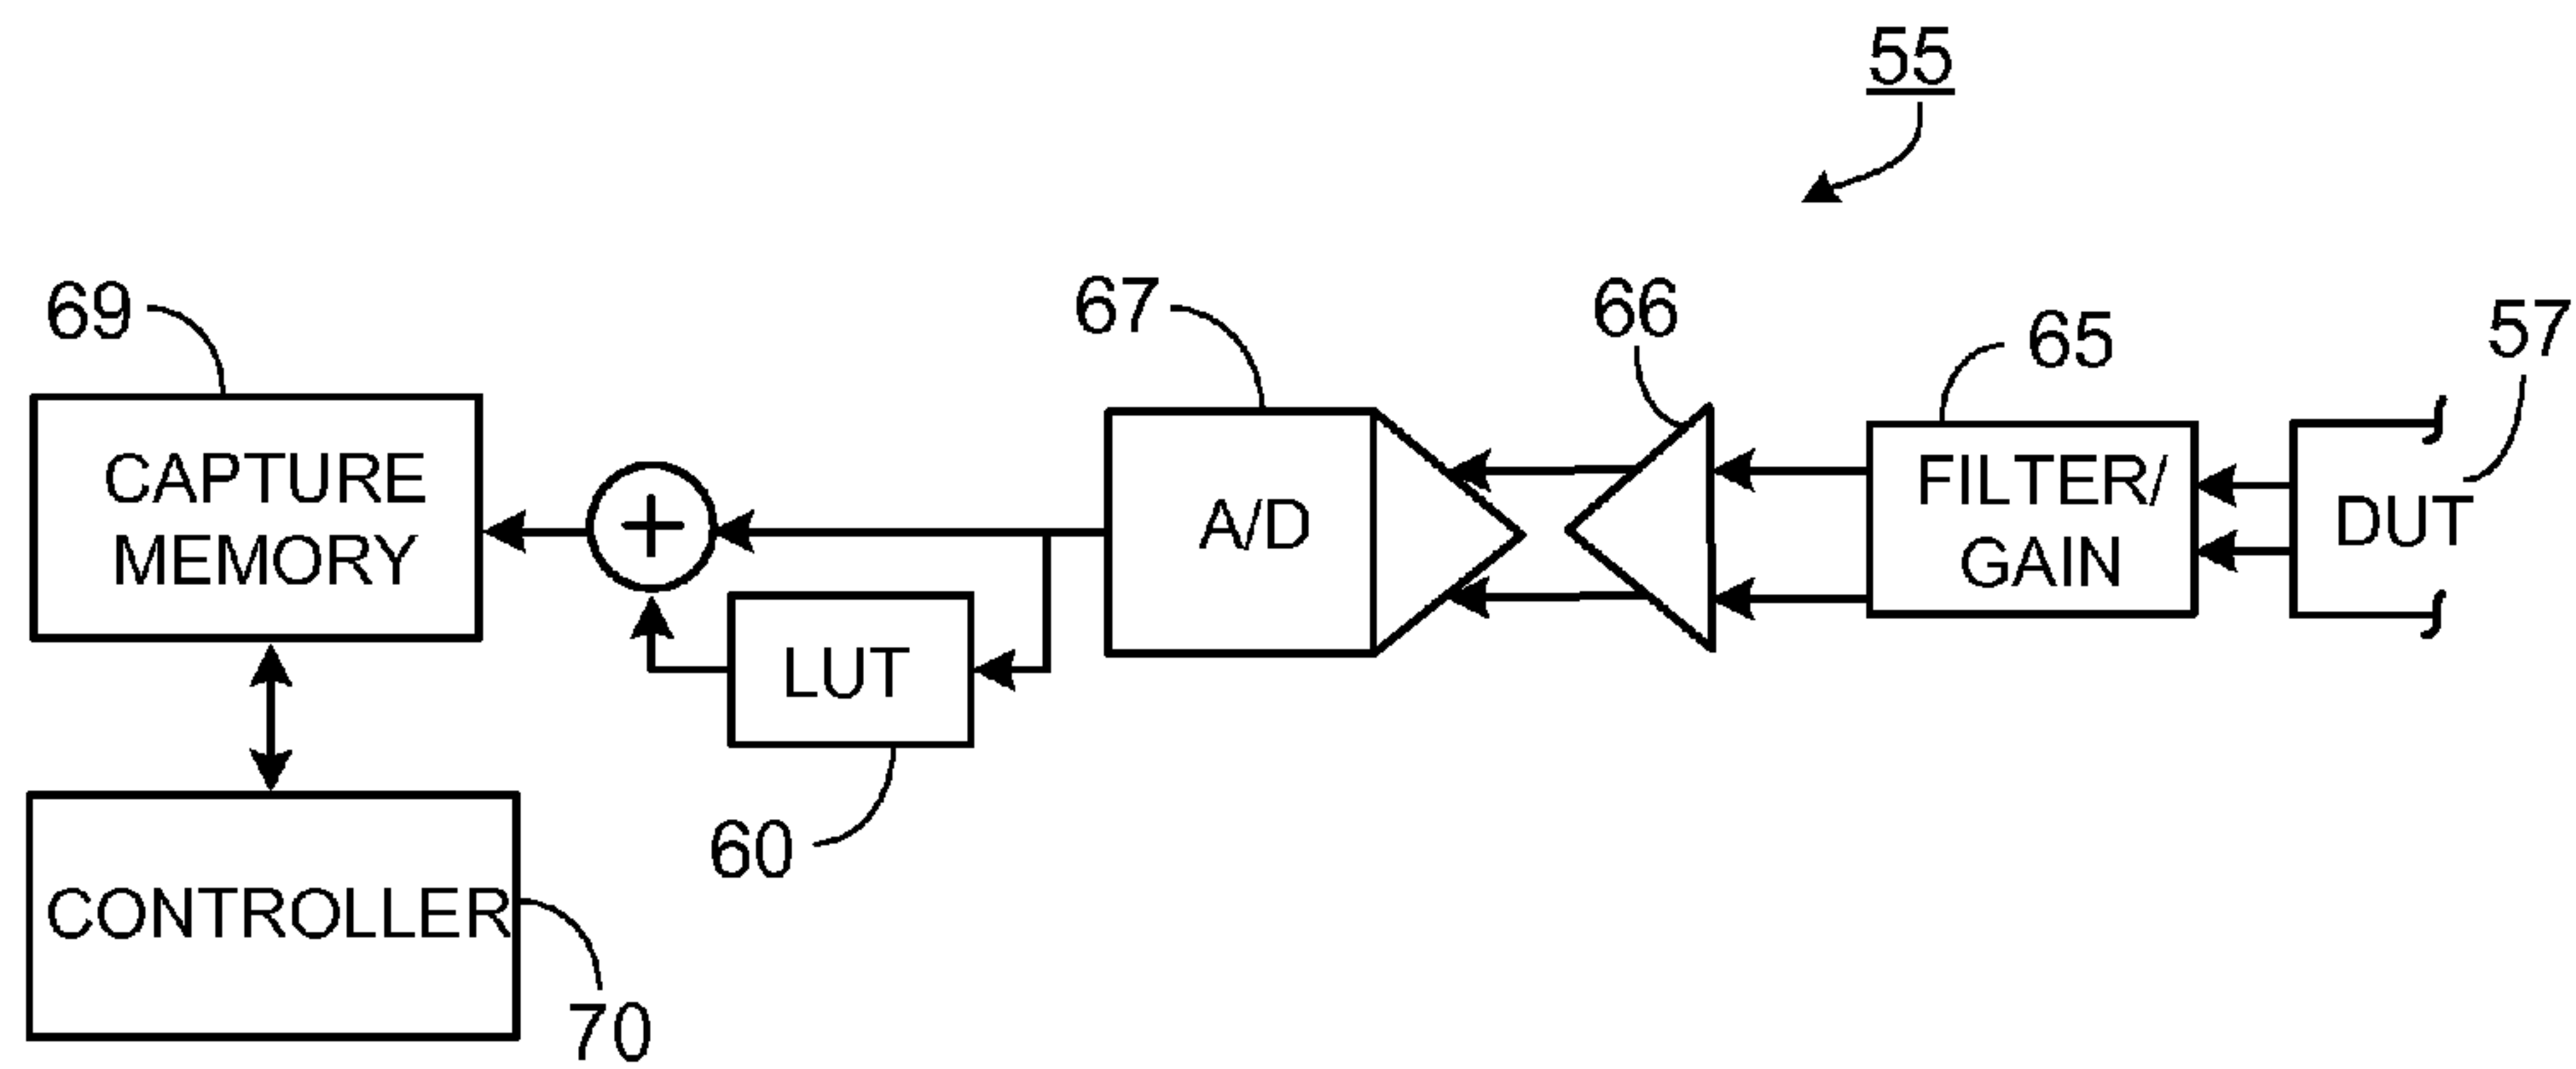 55
69
67
66
65
57
CAPTURE
MEMORY
+
A/D
FILTER/
GAIN
DUT
LUT
60
CONTROLLER
70